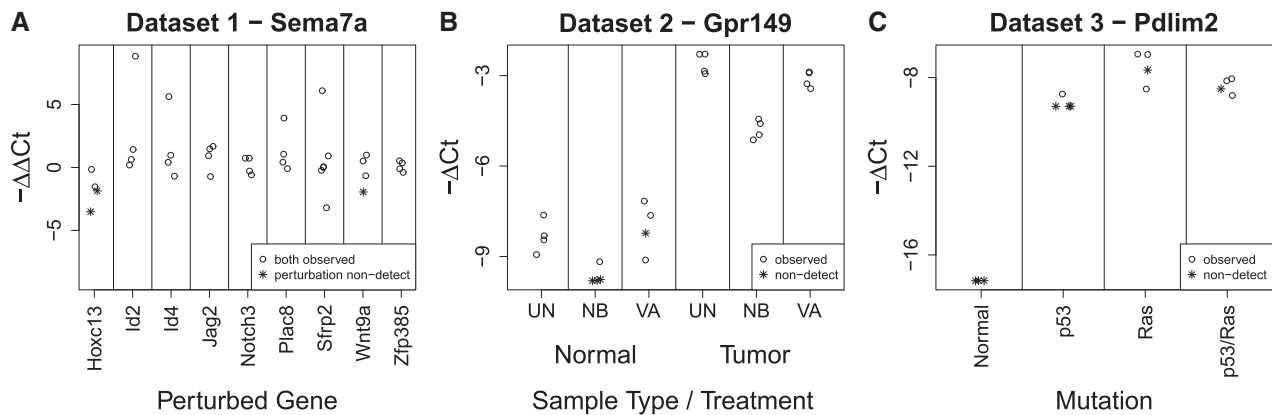 A
Dataset 1 − Sema7a
−ΔΔCt
5
0
−5
○ both observed
✳ perturbation non−detect
Hoxc13
Id2
Id4
Jag2
Notch3
Plac8
Sfrp2
Wnt9a
Zfp385
Perturbed Gene
B
Dataset 2 − Gpr149
−ΔCt
−3
−6
−9
○ observed
✳ non−detect
UN
NB
VA
UN
NB
VA
Normal
Tumor
Sample Type / Treatment
C
Dataset 3 − Pdlim2
−ΔCt
−8
−12
−16
○ observed
✳ non−detect
Normal
p53
Ras
p53/Ras
Mutation